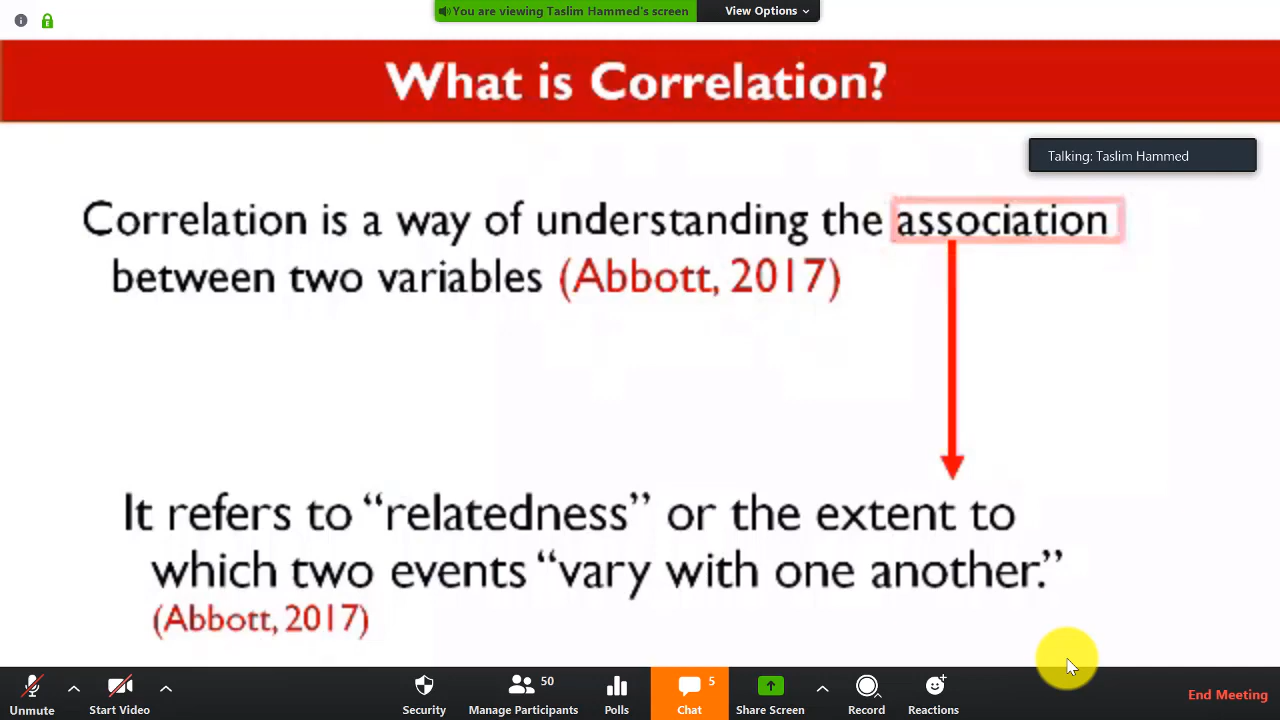 You are viewing Taslim Hammed's screen
View Options
What is Correlation?
Talking: Taslim Hammed
Correlation is a way of understanding the association
between two variables (Abbott, 2017)
It refers to “relatedness” or the extent to
which two events “vary with one another.”
(Abbott, 2017)
50
5
Unmute
Start Video
Security
Manage Participants
Polls
Chat
Share Screen
Record
Reactions
End Meeting